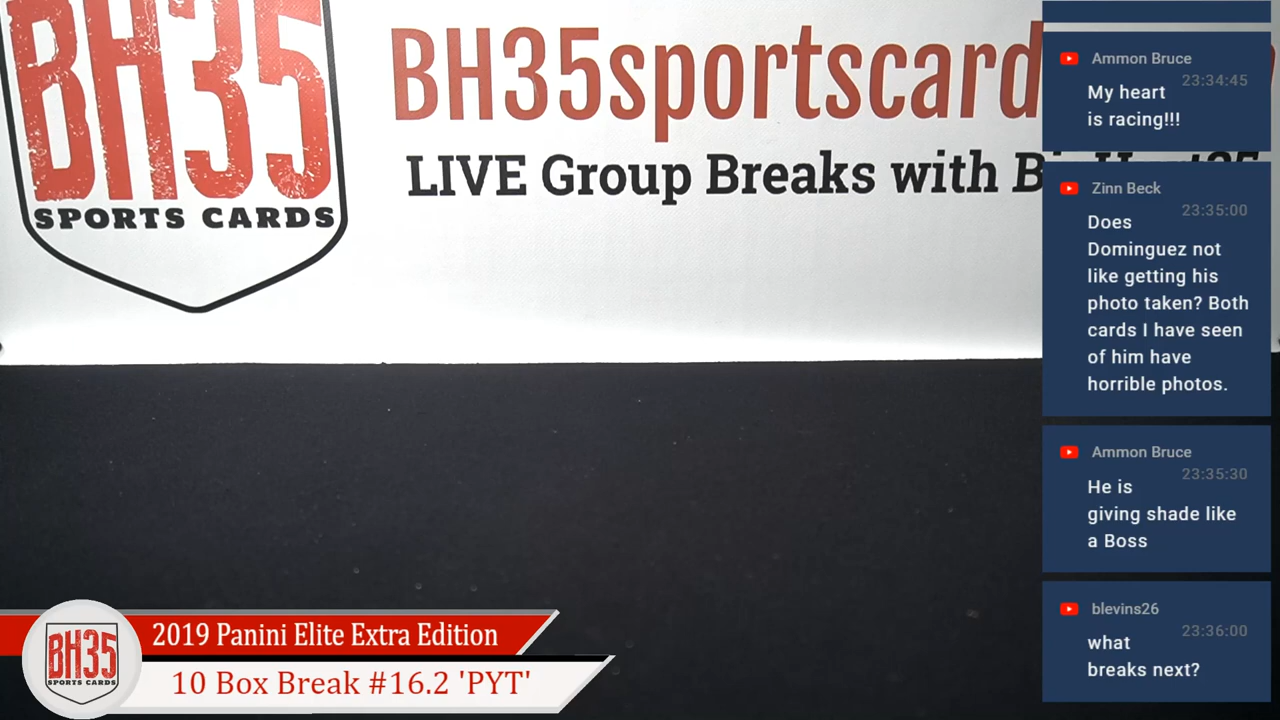 BH35
SPORTS CARDS
BH35sportscard
LIVE Group Breaks with
Ammon Bruce
23:34:45
My heart
is racing!!!
Zinn Beck
23:35:00
Does
Dominguez not
like getting his
photo taken? Both
cards I have seen
of him have
horrible photos.
Ammon Bruce
23:35:30
He is
giving shade like
a Boss
blevins26
23:36:00
what
breaks next?
BH35
SPORTS CARDS
2019 Panini Elite Extra Edition
10 Box Break #16.2 'PYT'